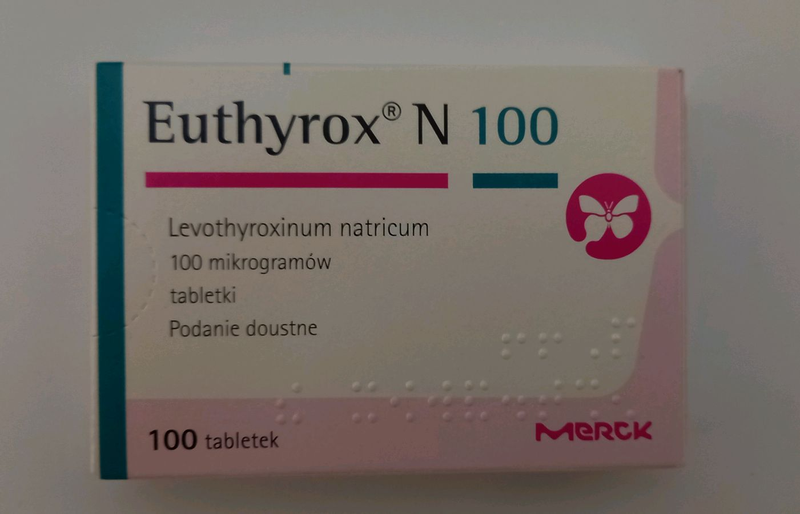 Euthyrox® N 100
Levothyroxinum natricum
100 mikrogramów
tabletki
Podanie doustne
100 tabletek
MERCK